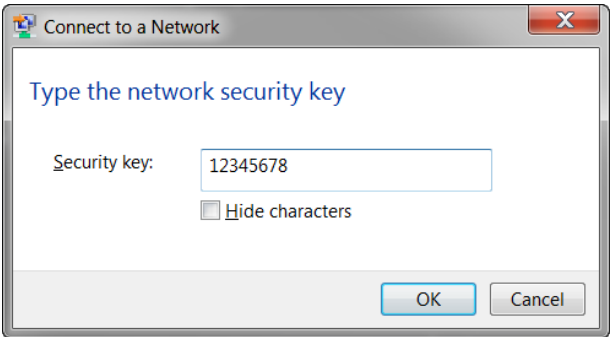 Connect to a Network
Type the network security key
Security key: 12345678
Hide characters
OK Cancel